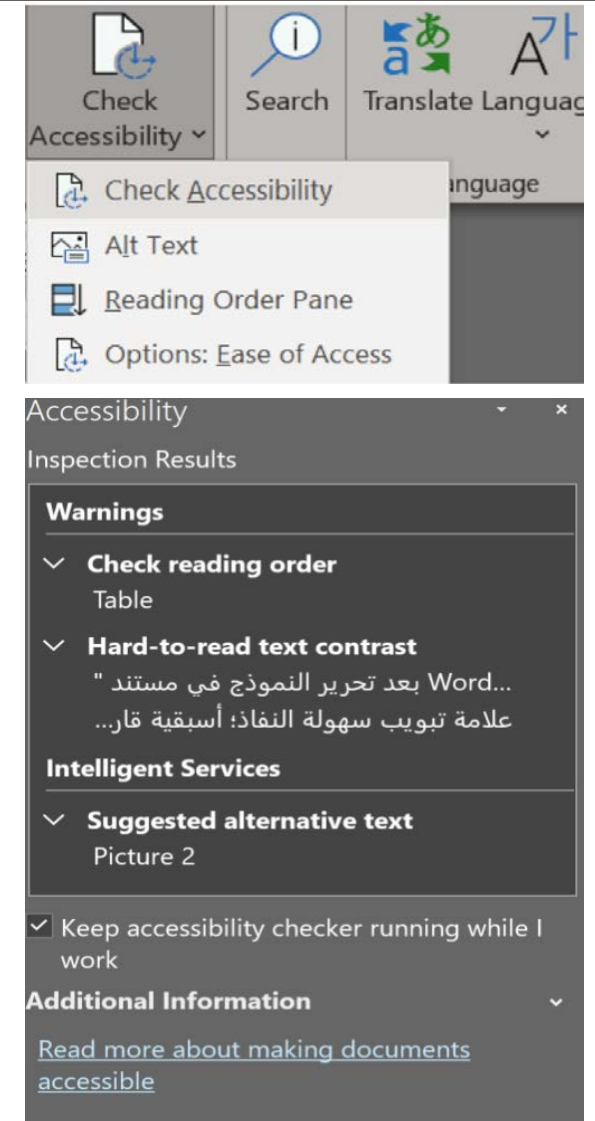 Check
Accessibility
Search
Translate
Languag
anguage
Check Accessibility
Alt Text
Reading Order Pane
Options: Ease of Access
Accessibility
Inspection Results
Warnings
Check reading order
Table
Hard-to-read text contrast
" بعد تحرير النموذج في مستند Word...
علامة تبويب سهولة النفاذ؛ أسبقية قار...
Intelligent Services
Suggested alternative text
Picture 2
Keep accessibility checker running while I
work
Additional Information
Read more about making documents
accessible